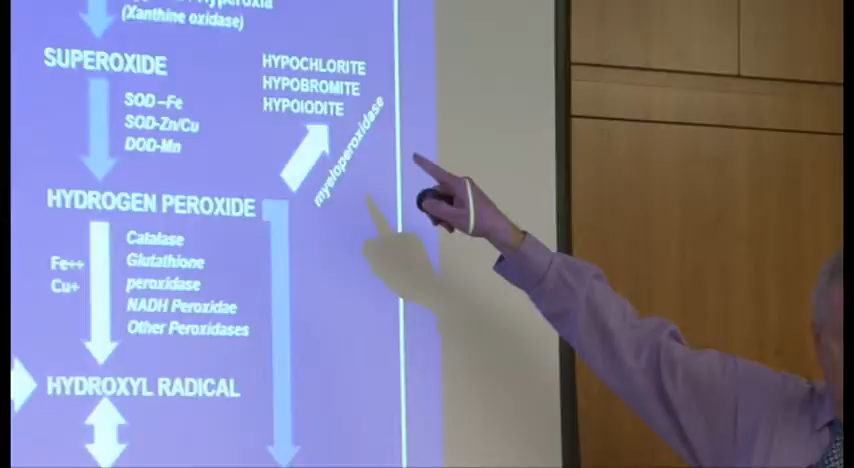 (Xanthine oxidase)
SUPEROXIDE
SOD –Fe
SOD-Zn/Cu
DOD-Mn
HYPOCHLORITE
HYPOBROMITE
HYPOIODITE
myeloperoxidase
HYDROGEN PEROXIDE
Fe++
Cu+
Catalase
Glutathione
peroxidase
NADH Peroxidae
Other Peroxidases
HYDROXYL RADICAL